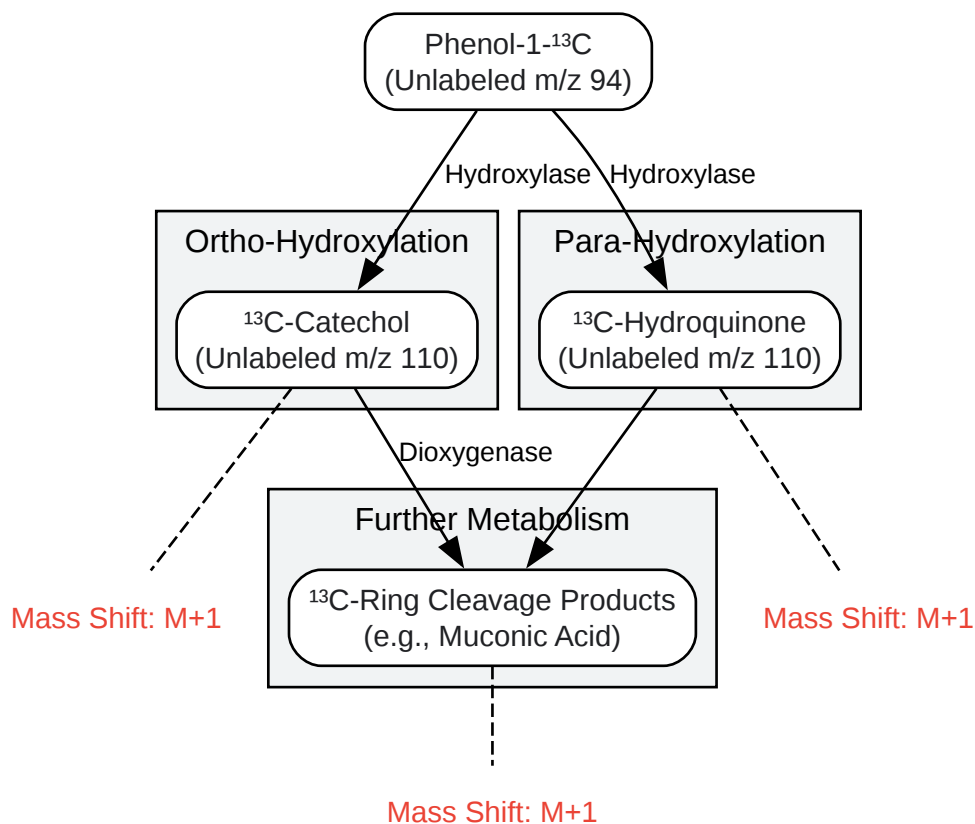 Phenol-1-¹³C
(Unlabeled m/z 94)
Hydroxylase
Hydroxylase
Ortho-Hydroxylation
Para-Hydroxylation
¹³C-Catechol
(Unlabeled m/z 110)
¹³C-Hydroquinone
(Unlabeled m/z 110)
Dioxygenase
Further Metabolism
¹³C-Ring Cleavage Products
(e.g., Muconic Acid)
Mass Shift: M+1
Mass Shift: M+1
Mass Shift: M+1